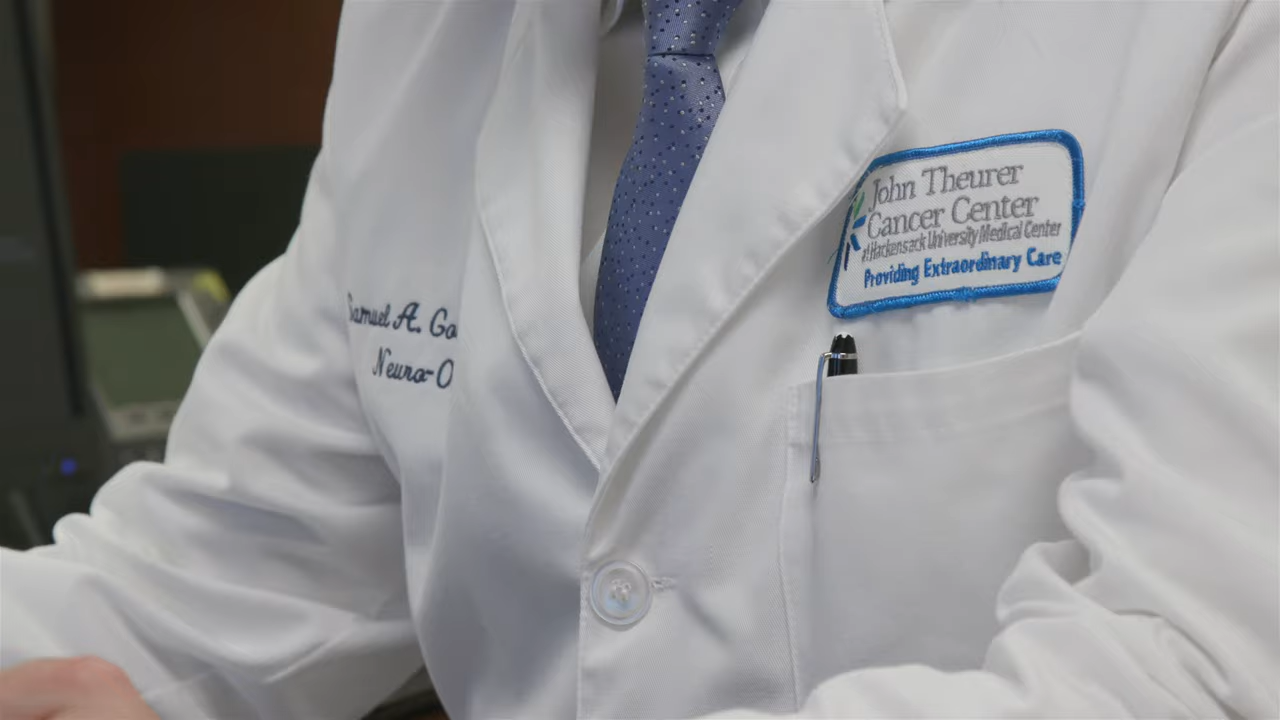 Samuel A. Go
Neuro-O
John Theurer
Cancer Center
at Hackensack University Medical Center
Providing Extraordinary Care